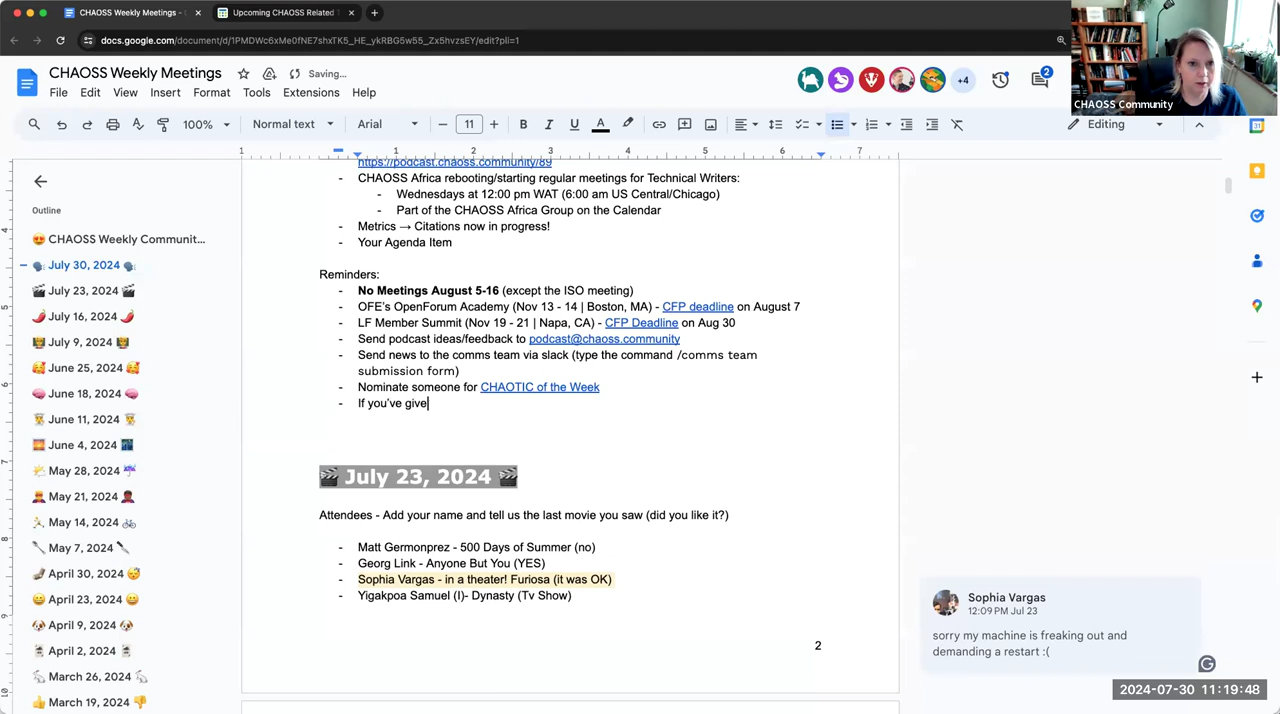 CHAOSS Weekly Meetings - t
Upcoming CHAOSS Related T
docs.google.com/document/d/1PMDWc6xMe0fNE7shxTK5_HE_ykRBG5w55_Zx5hvzsEY/edit?pli=1
CHAOSS Weekly Meetings
Saving...
+4
2
File Edit View Insert Format Tools Extensions Help
CHAOSS Community
100%
Normal text
Arial
11
Editing
1 1 2 3 4 5 6 7
Outline
CHAOSS Weekly Communit...
July 30, 2024
July 23, 2024
July 16, 2024
July 9, 2024
June 25, 2024
June 18, 2024
June 11, 2024
June 4, 2024
May 28, 2024
May 21, 2024
May 14, 2024
May 7, 2024
April 30, 2024
April 23, 2024
April 9, 2024
April 2, 2024
March 26, 2024
March 19, 2024
https://podcast.chaoss.community/89
- CHAOSS Africa rebooting/starting regular meetings for Technical Writers:
- Wednesdays at 12:00 pm WAT (6:00 am US Central/Chicago)
- Part of the CHAOSS Africa Group on the Calendar
- Metrics → Citations now in progress!
- Your Agenda Item
Reminders:
- No Meetings August 5-16 (except the ISO meeting)
- OFE's OpenForum Academy (Nov 13 - 14 | Boston, MA) - CFP deadline on August 7
- LF Member Summit (Nov 19 - 21 | Napa, CA) - CFP Deadline on Aug 30
- Send podcast ideas/feedback to podcast@chaoss.community
- Send news to the comms team via slack (type the command /comms team
submission form)
- Nominate someone for CHAOTIC of the Week
- If you've give
July 23, 2024
Attendees - Add your name and tell us the last movie you saw (did you like it?)
- Matt Germonprez - 500 Days of Summer (no)
- Georg Link - Anyone But You (YES)
- Sophia Vargas - in a theater! Furiosa (it was OK)
- Yigakpoa Samuel (I)- Dynasty (Tv Show)
2
Sophia Vargas
12:09 PM Jul 23
sorry my machine is freaking out and
demanding a restart :(
2024-07-30 11:19:48